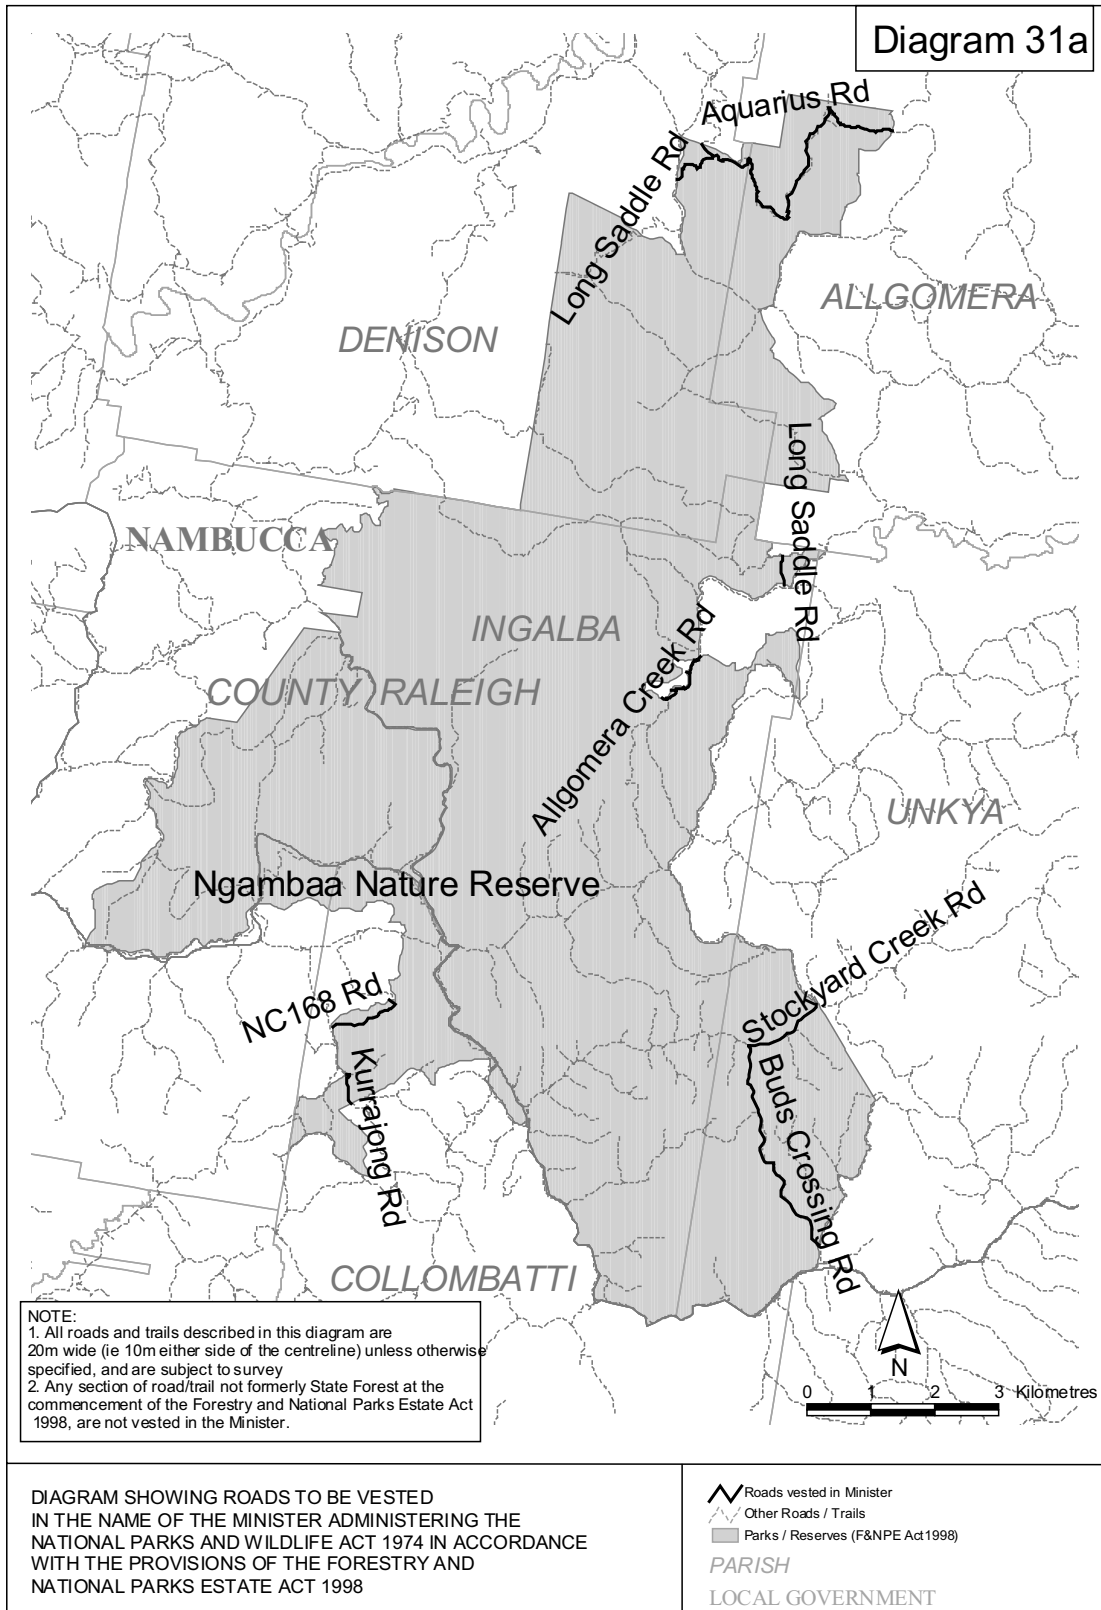 Diagram 31a
Aquarius Rd
Long Saddle Rd
ALLGOMERA
DENISON
Long Saddle Rd
NAMBUCCA
INGALBA
COUNTY RALEIGH
Allgomera Creek Rd
UNKYA
Ngambaa Nature Reserve
Stockyard Creek Rd
NC168 Rd
Kurrajong Rd
Buds Crossing Rd
COLLOMBATTI
NOTE:
1. All roads and trails described in this diagram are
20m wide (ie 10m either side of the centreline) unless otherwise
specified, and are subject to survey
2. Any section of road/trail not formerly State Forest at the
commencement of the Forestry and National Parks Estate Act
1998, are not vested in the Minister.
N
0 1 2 3 Kilometres
DIAGRAM SHOWING ROADS TO BE VESTED
IN THE NAME OF THE MINISTER ADMINISTERING THE
NATIONAL PARKS AND WILDLIFE ACT 1974 IN ACCORDANCE
WITH THE PROVISIONS OF THE FORESTRY AND
NATIONAL PARKS ESTATE ACT 1998
Roads vested in Minister
Other Roads / Trails
Parks / Reserves (F&NPE Act1998)
PARISH
LOCAL GOVERNMENT